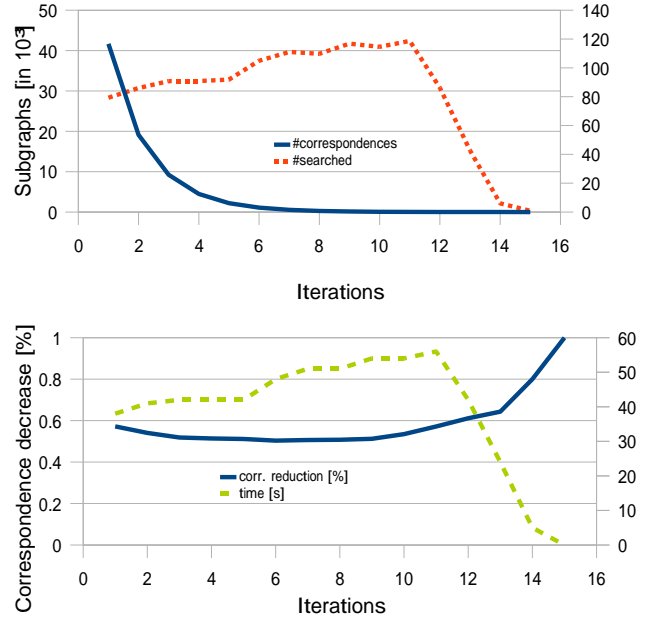 Subgraphs [in 10³]
50
40
30
20
10
0
140
120
100
80
60
40
20
0
#correspondences
#searched
0 2 4 6 8 10 12 14 16
Iterations
Correspondence decrease [%]
1
0.8
0.6
0.4
0.2
0
60
50
40
30
20
10
0
corr. reduction [%]
time [s]
0 2 4 6 8 10 12 14 16
Iterations